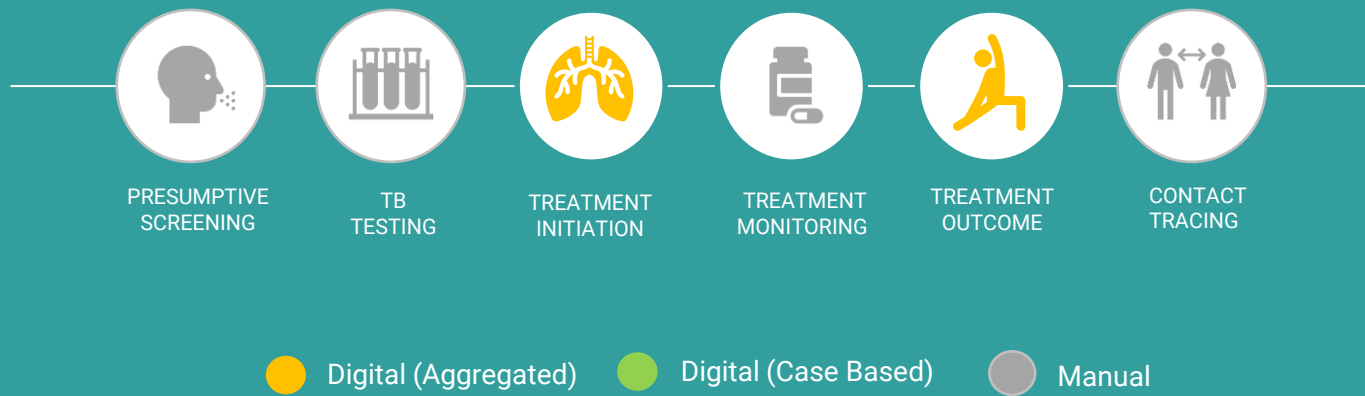 PRESUMPTIVE
SCREENING
TB
TESTING
TREATMENT
INITIATION
TREATMENT
MONITORING
TREATMENT
OUTCOME
CONTACT
TRACING
Digital (Aggregated)
Digital (Case Based)
Manual